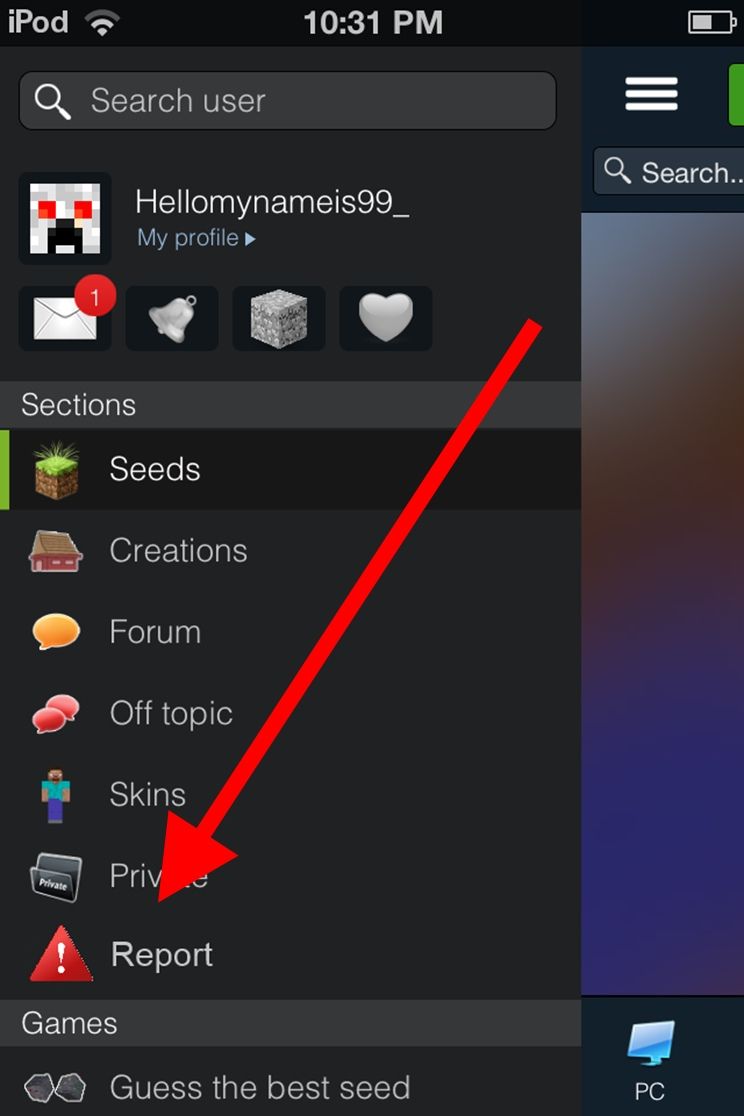 iPod 10:31 PM
Search user
Search..
Hellomynameis99_
My profile
1
Sections
Seeds
Creations
Forum
Off topic
Skins
Private
Private
Report
Games
Guess the best seed
PC